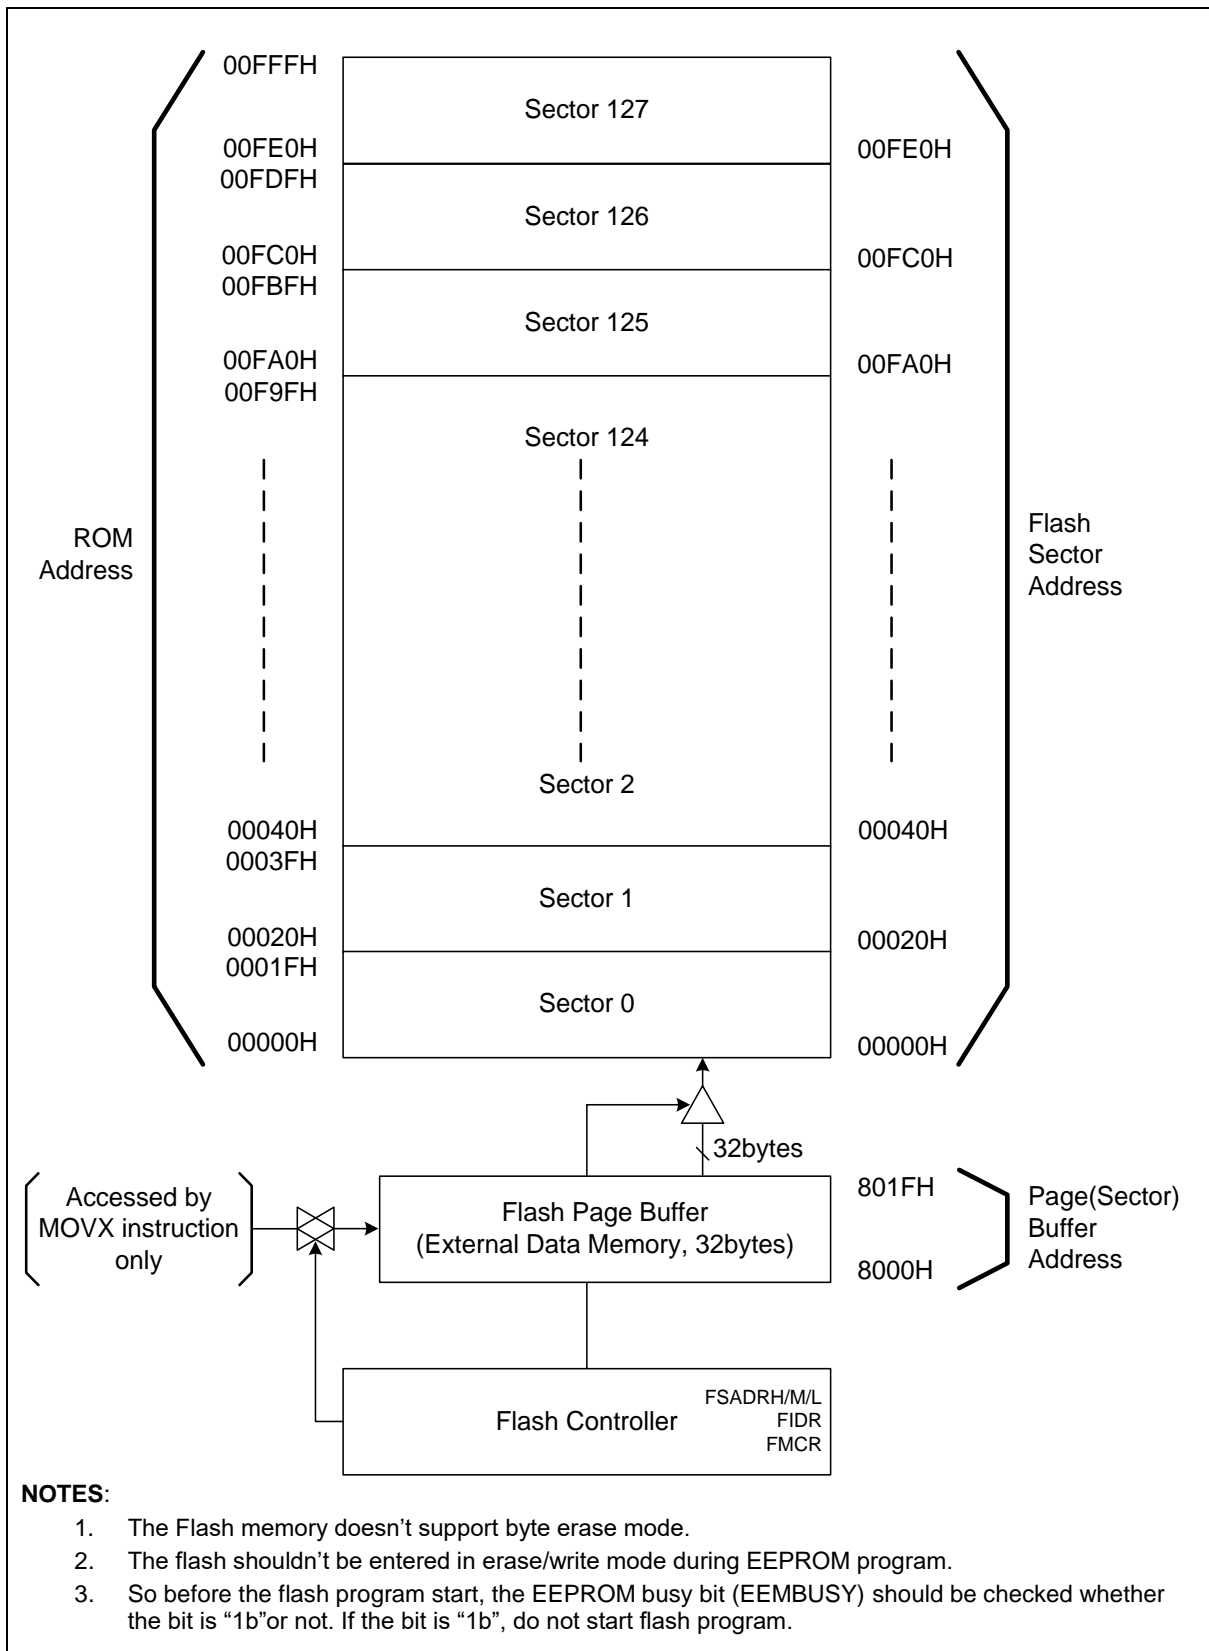 00FFFH
Sector 127
00FE0H
00FE0H
00FDFH
Sector 126
00FC0H
00FC0H
00FBFH
Sector 125
00FA0H
00FA0H
00F9FH
Sector 124
ROM
Address
Flash
Sector
Address
Sector 2
00040H
00040H
0003FH
Sector 1
00020H
00020H
0001FH
Sector 0
00000H
00000H
32bytes
Accessed by
MOVX instruction
only
Flash Page Buffer
(External Data Memory, 32bytes)
801FH
8000H
Page(Sector)
Buffer
Address
Flash Controller
FSADRH/M/L
FIDR
FMCR
NOTES:
1. The Flash memory doesn’t support byte erase mode.
2. The flash shouldn’t be entered in erase/write mode during EEPROM program.
3. So before the flash program start, the EEPROM busy bit (EEMBUSY) should be checked whether
the bit is “1b”or not. If the bit is “1b”, do not start flash program.